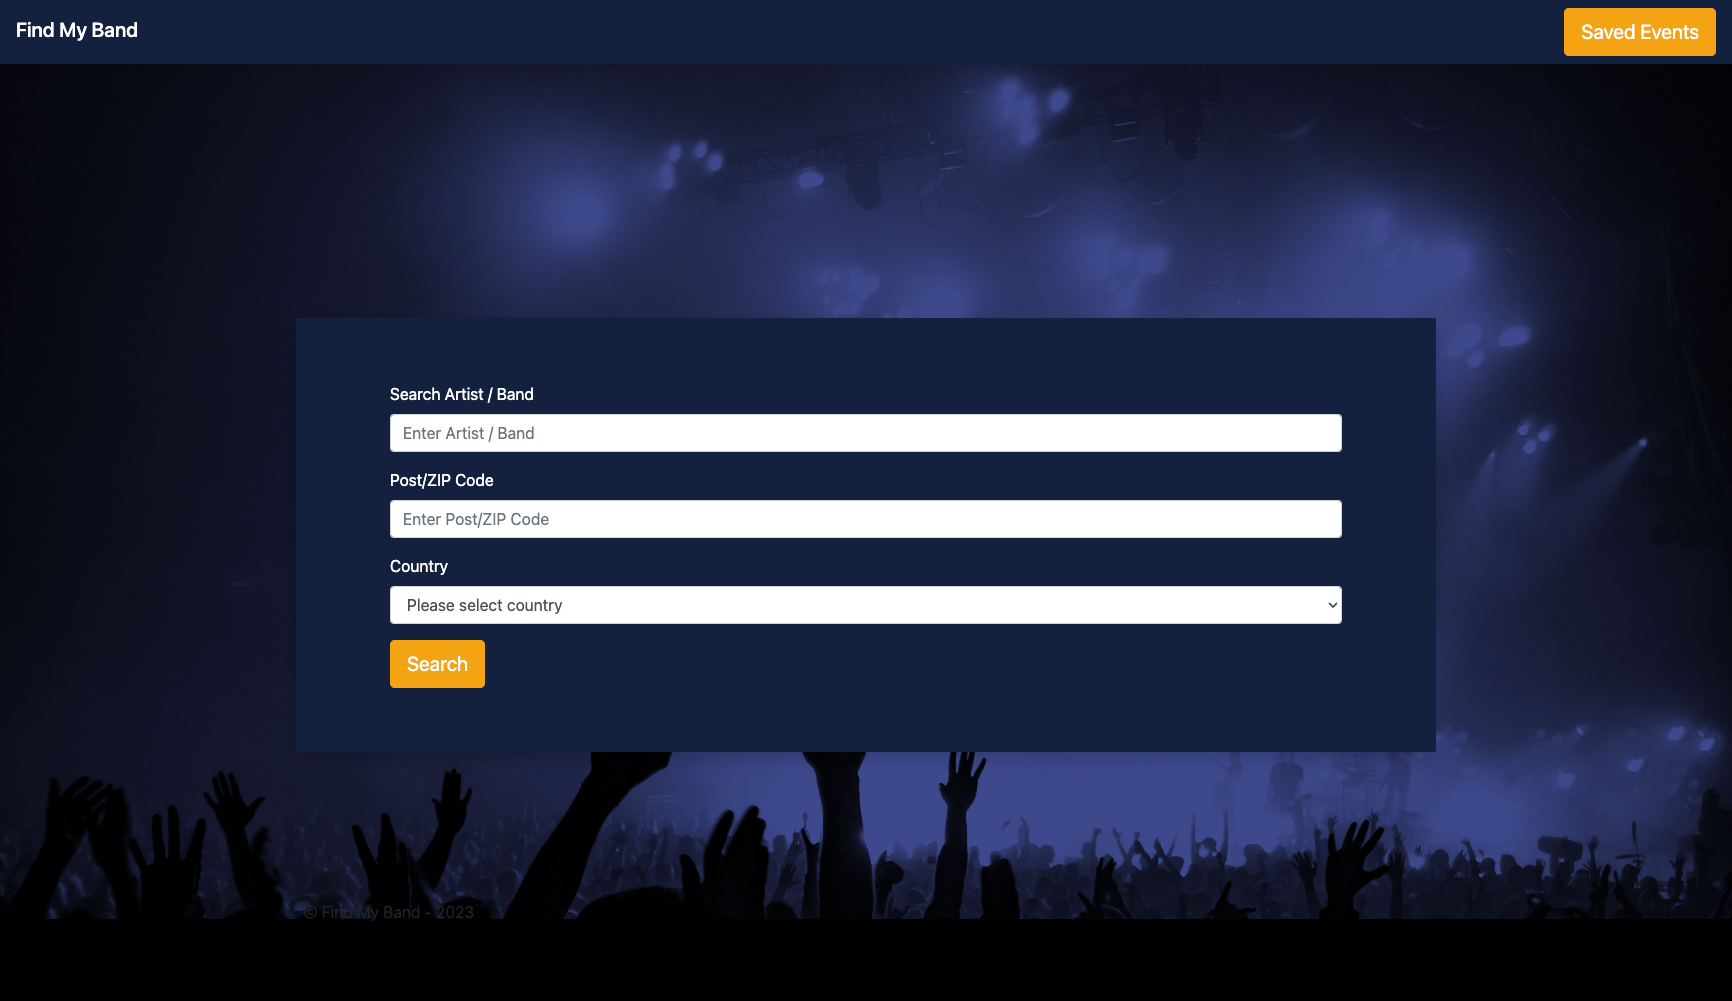 Find My Band
Saved Events
Search Artist / Band
Enter Artist / Band
Post/ZIP Code
Enter Post/ZIP Code
Country
Please select country
Search
© Find My Band - 2023